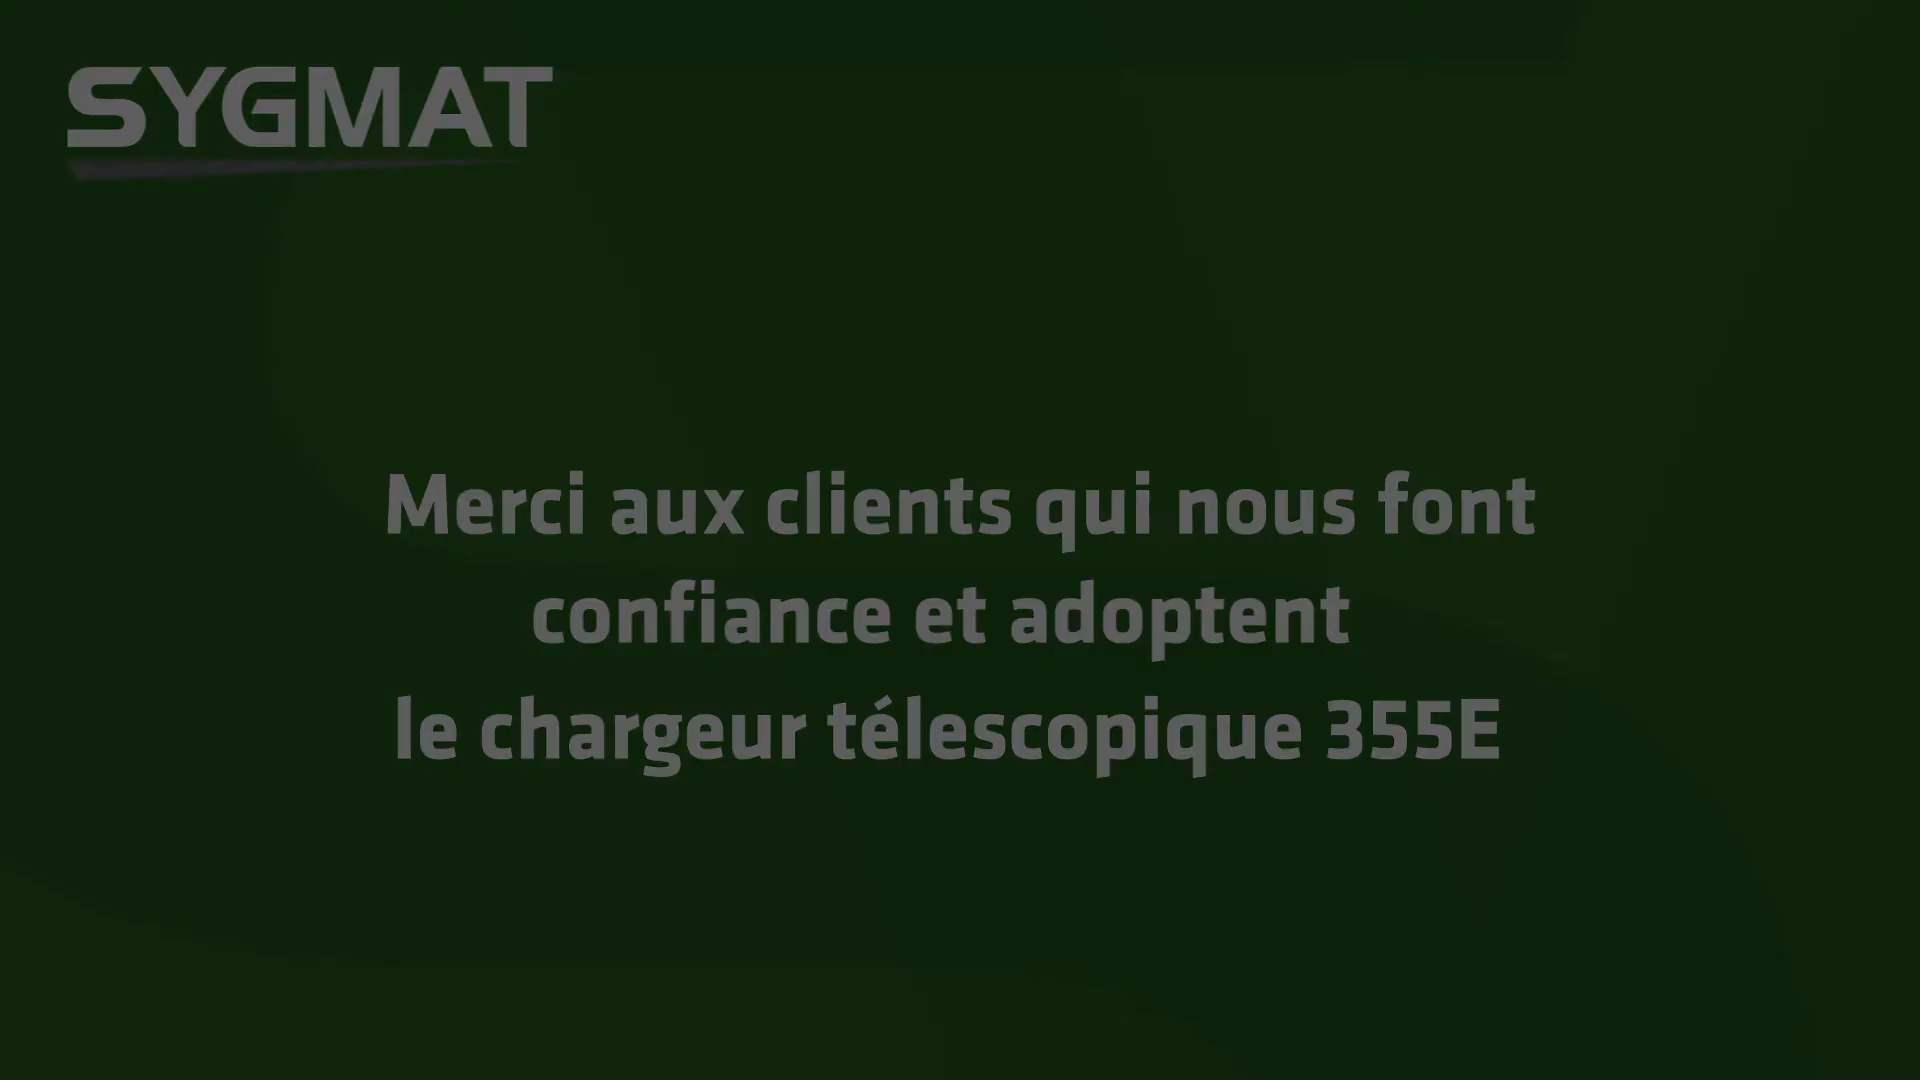 SYGMAT
Merci aux clients qui nous font
confiance et adoptent
le chargeur télescopique 355E